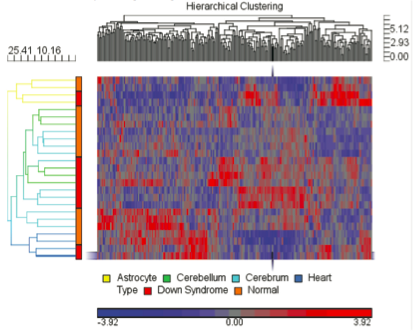 Hierarchical Clustering
5.12
25.41 10.16
2.93
0.00
Astrocyte Cerebellum Cerebrum Heart
Type Down Syndrome Normal
-3.92 0.00 3.92